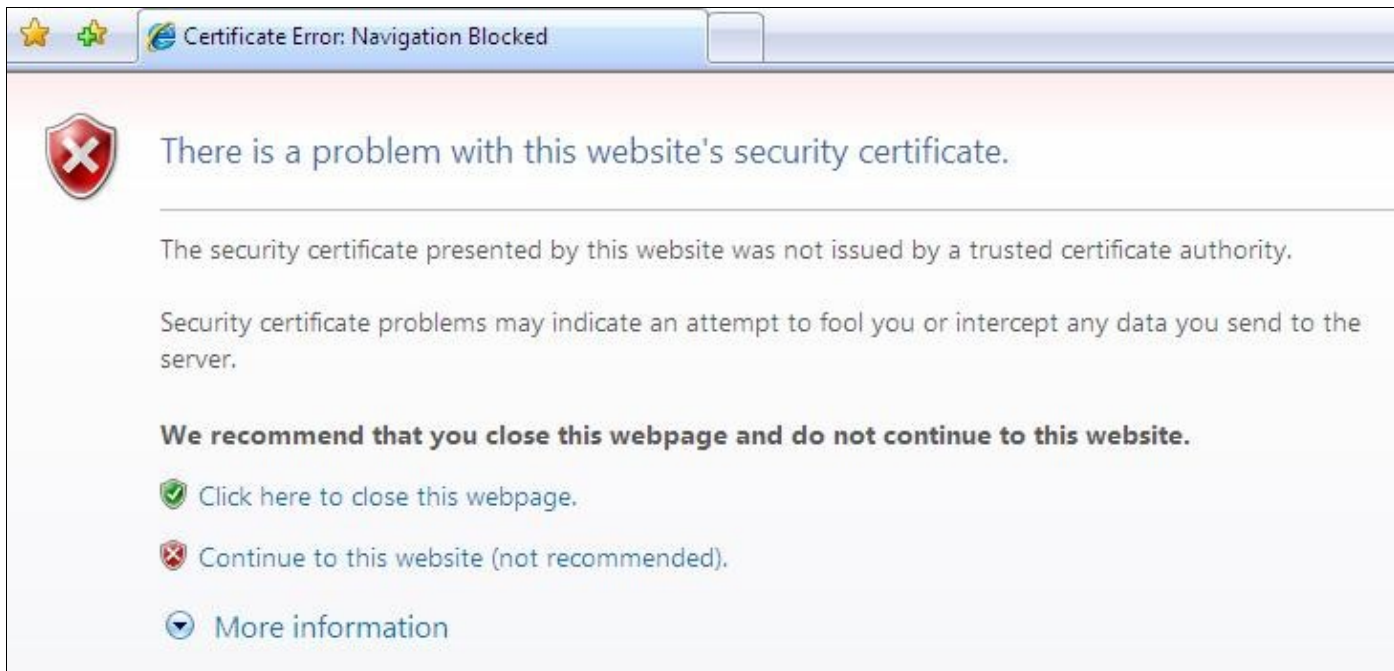 Certificate Error: Navigation Blocked
There is a problem with this website's security certificate.
The security certificate presented by this website was not issued by a trusted certificate authority.
Security certificate problems may indicate an attempt to fool you or intercept any data you send to the
server.
We recommend that you close this webpage and do not continue to this website.
Click here to close this webpage.
Continue to this website (not recommended).
More information